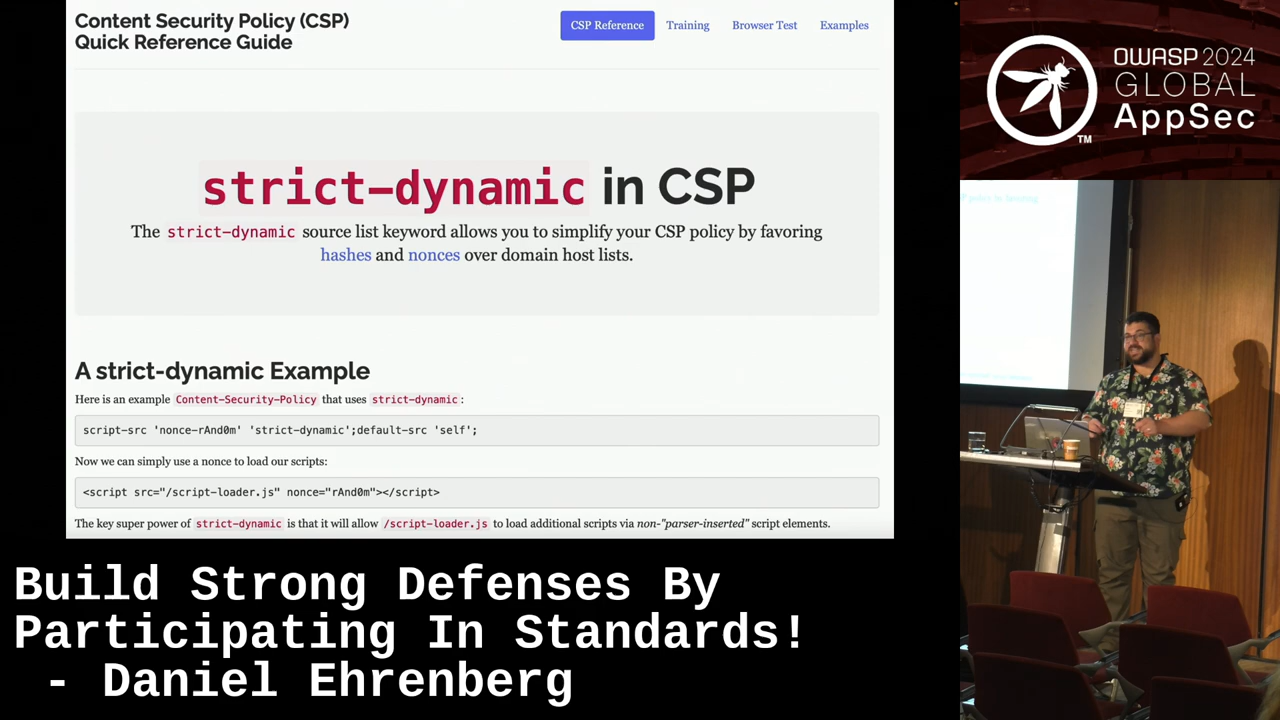 Content Security Policy (CSP)
Quick Reference Guide
CSP Reference
Training
Browser Test
Examples
strict-dynamic in CSP
The strict-dynamic source list keyword allows you to simplify your CSP policy by favoring
hashes and nonces over domain host lists.
A strict-dynamic Example
Here is an example Content-Security-Policy that uses strict-dynamic :
script-src 'nonce-rAnd0m' 'strict-dynamic';default-src 'self';
Now we can simply use a nonce to load our scripts:
<script src="/script-loader.js" nonce="rAnd0m"></script>
The key super power of strict-dynamic is that it will allow /script-loader.js to load additional scripts via non-"parser-inserted" script elements.
OWASP 2024
GLOBAL
AppSec
TM
Build Strong Defenses By
Participating In Standards!
- Daniel Ehrenberg